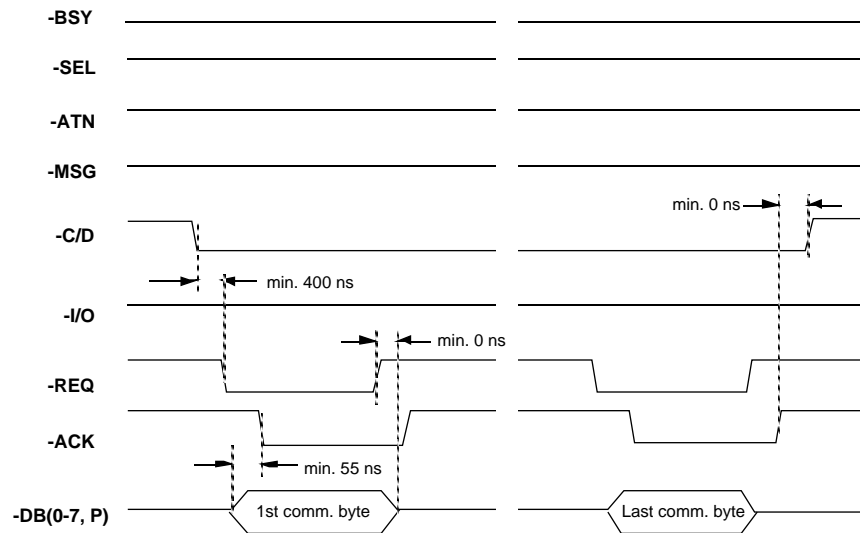 -BSY
-SEL
-ATN
-MSG
min. 0 ns
-C/D
min. 400 ns
-I/O
min. 0 ns
-REQ
-ACK
min. 55 ns
-DB(0-7, P)
1st comm. byte
Last comm. byte